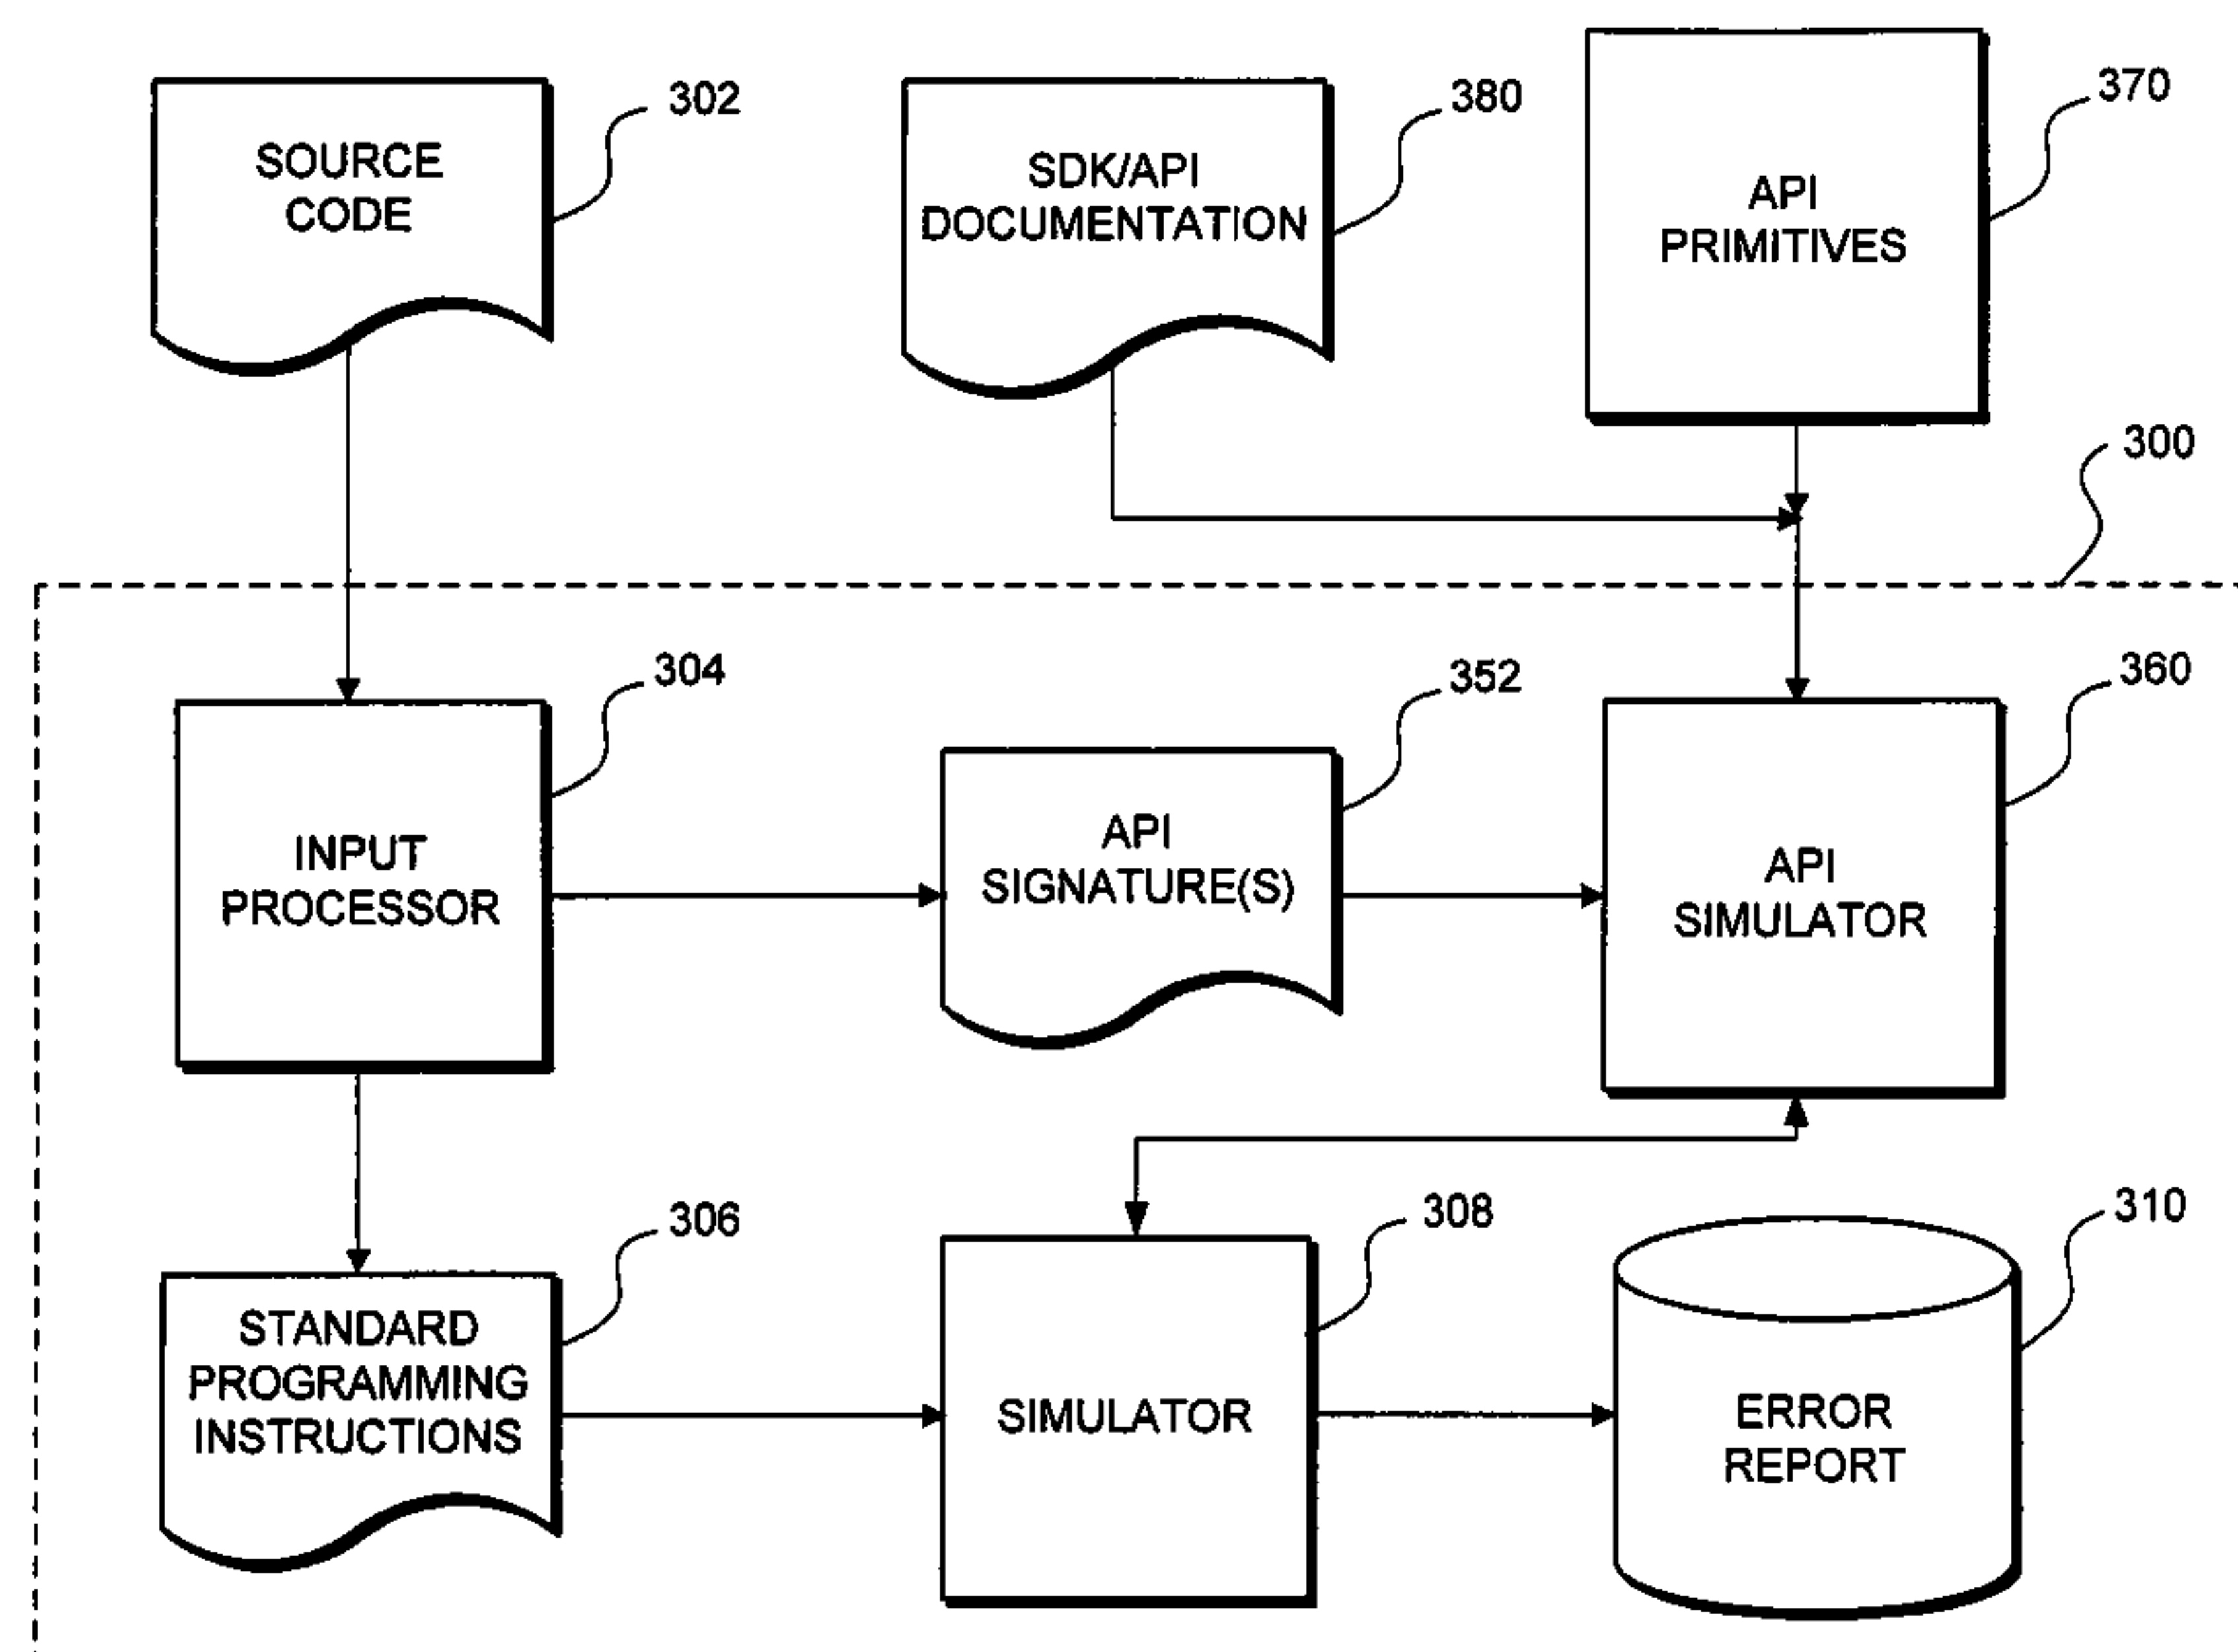 SOURCE
CODE
302
SDK/API
DOCUMENTATION
380
API
PRIMITIVES
370
300
INPUT
PROCESSOR
304
API
SIGNATURE(S)
352
API
SIMULATOR
360
STANDARD
PROGRAMMING
INSTRUCTIONS
306
SIMULATOR
308
ERROR
REPORT
310